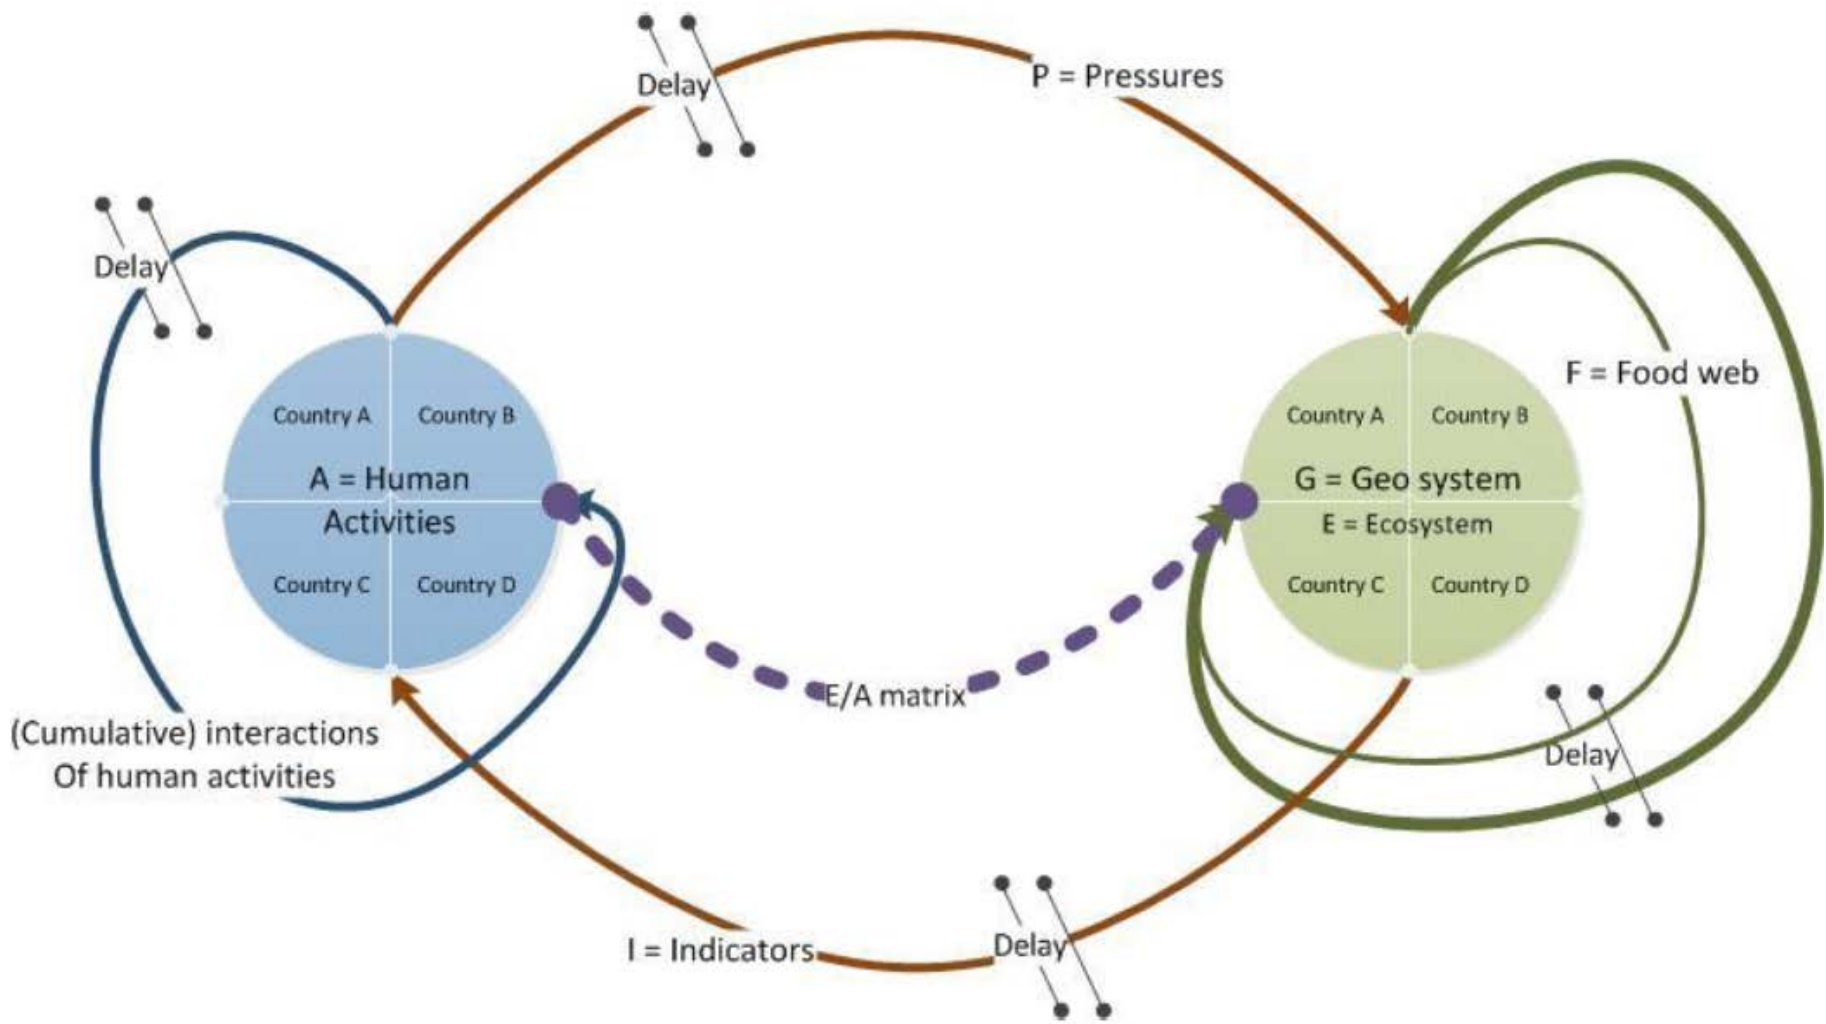 Delay
P = Pressures
Delay
F = Food web
Country A
Country B
A = Human
Activities
Country C
Country D
Country A
Country B
G = Geo system
E = Ecosystem
Country C
Country D
E/A matrix
(Cumulative) interactions
Of human activities
Delay
I = Indicators
Delay